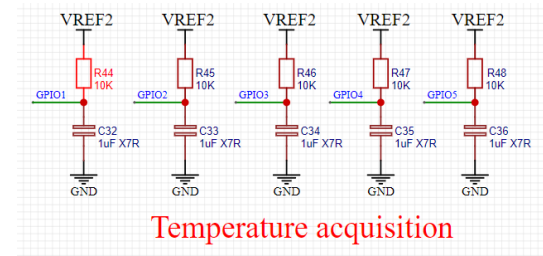 VREF2 VREF2 VREF2 VREF2 VREF2
R44 R45 R46 R47 R48
10K 10K 10K 10K 10K
GPIO1 GPIO2 GPIO3 GPIO4 GPIO5
C32 C33 C34 C35 C36
1uF X7R 1uF X7R 1uF X7R 1uF X7R 1uF X7R
GND GND GND GND GND
Temperature acquisition